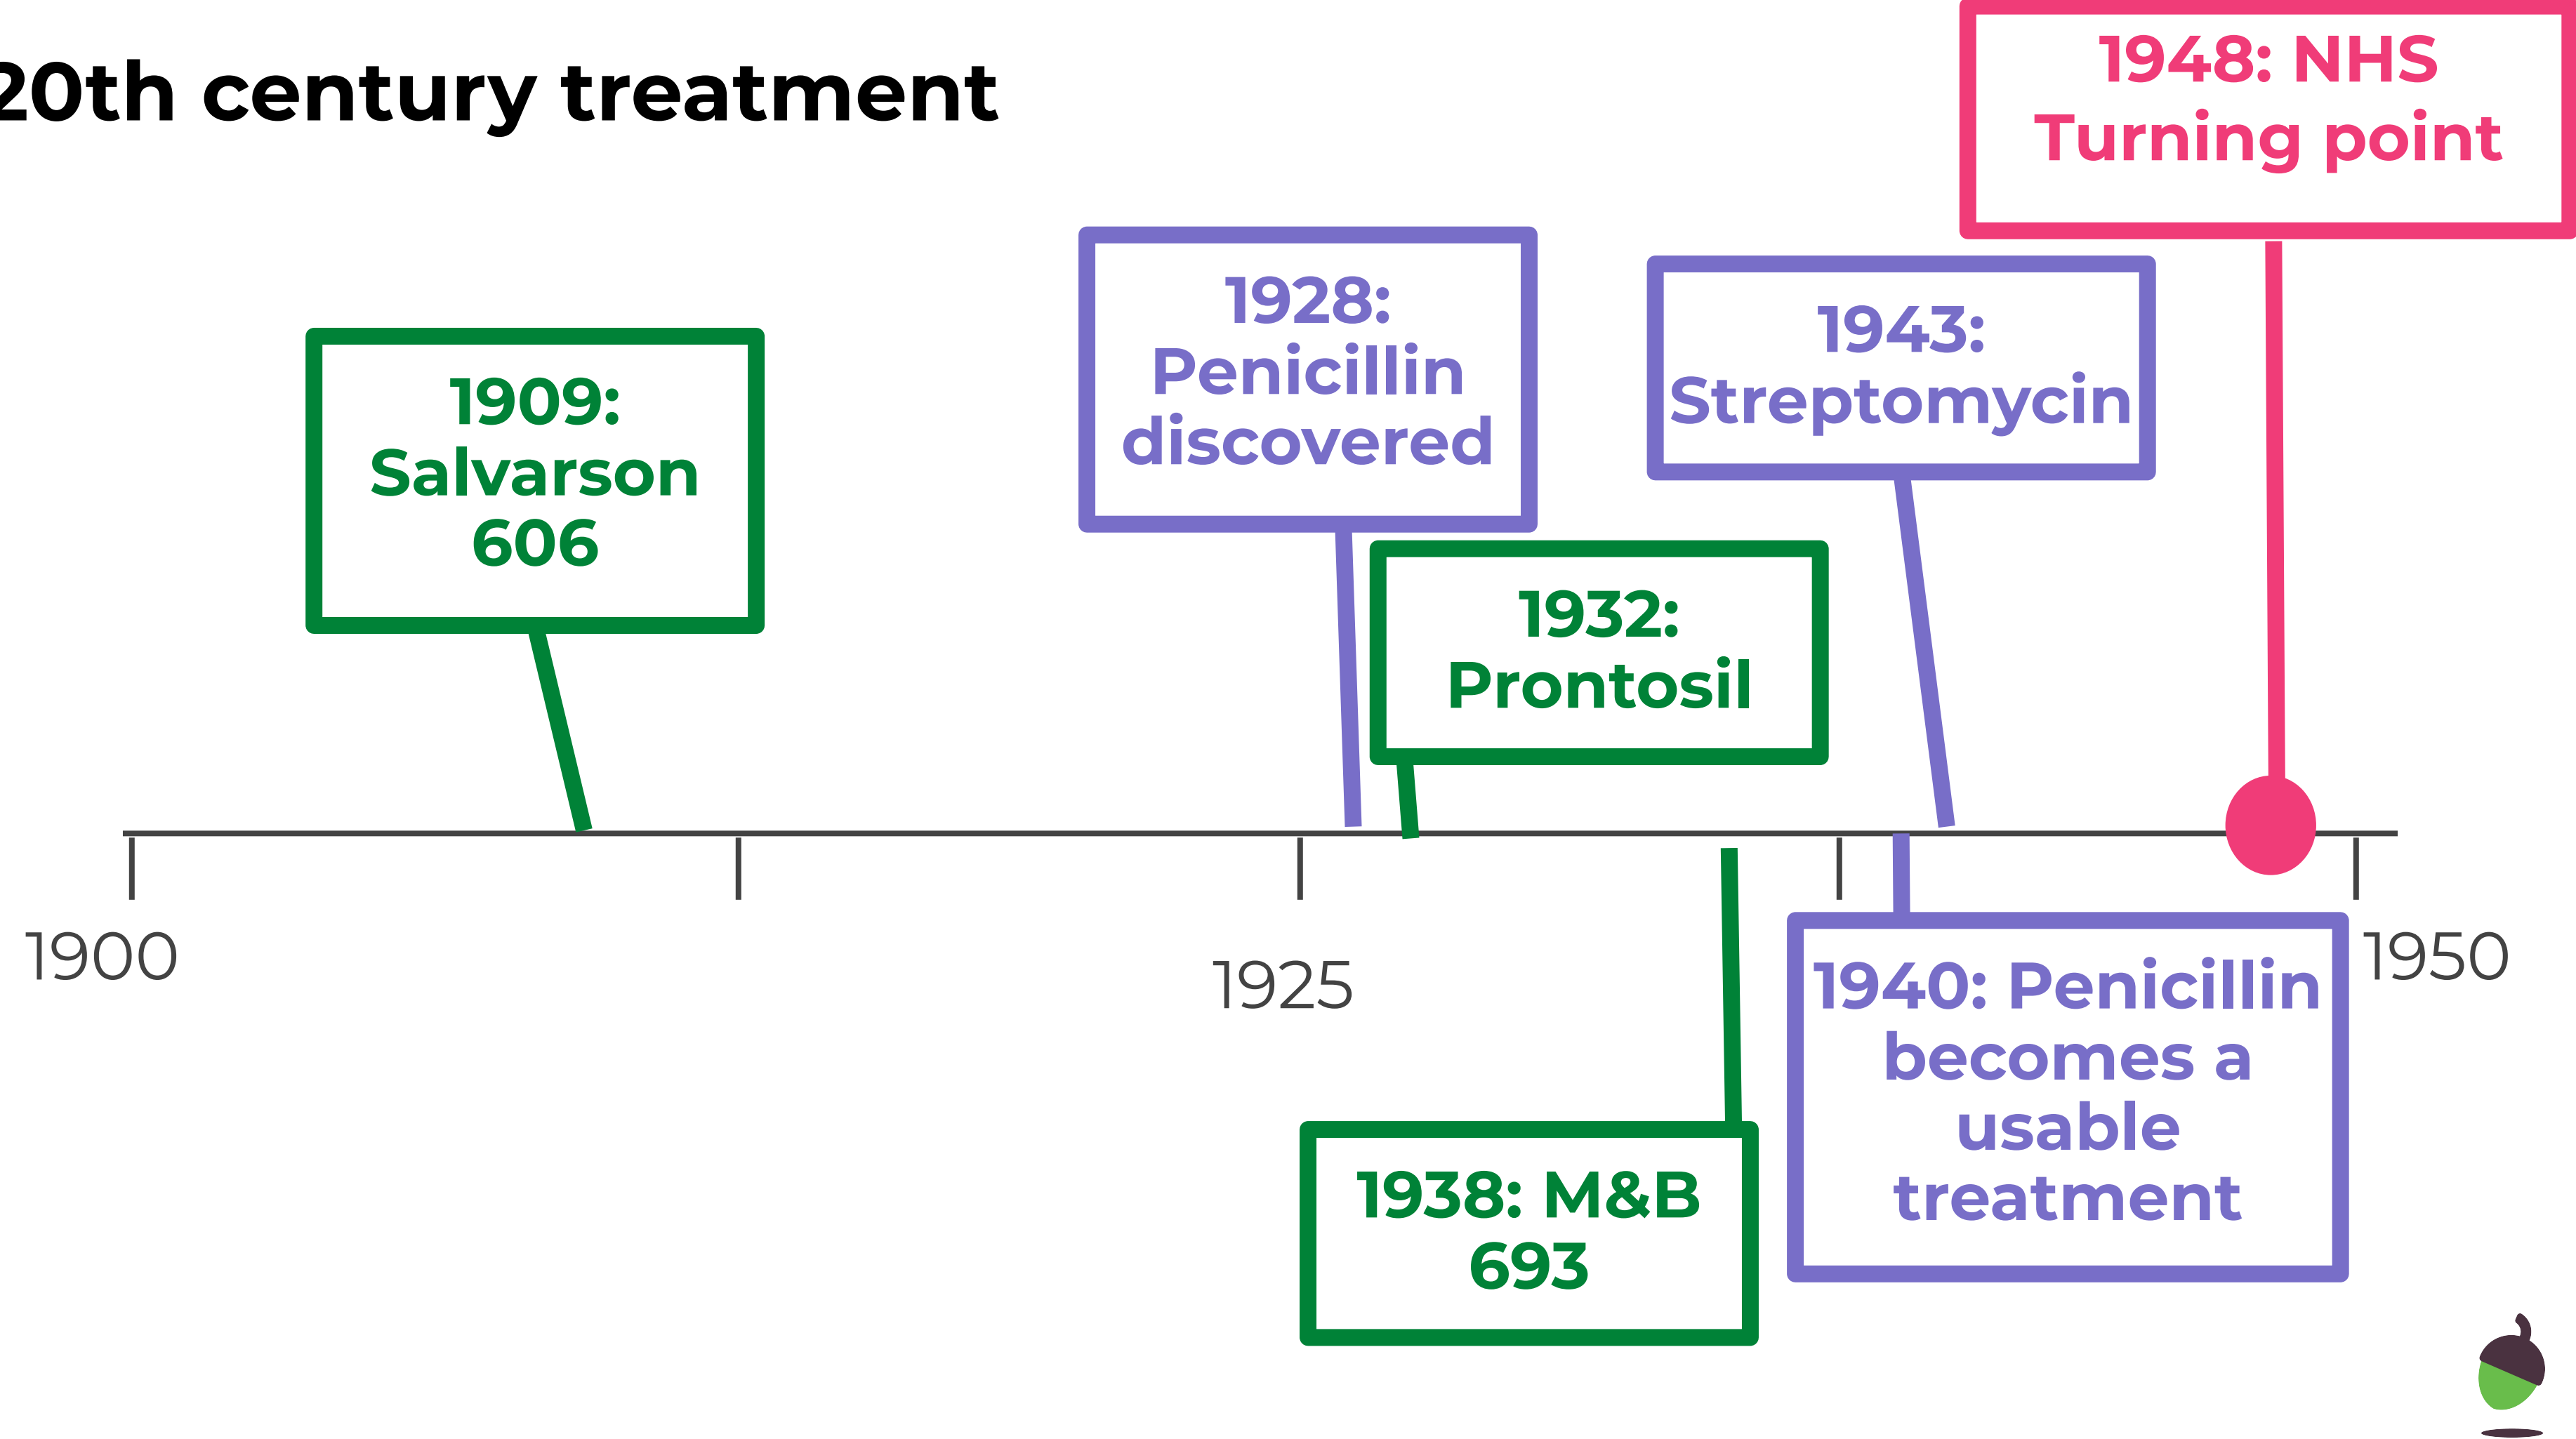 20th century treatment
1948: NHS
Turning point
1928:
Penicillin
discovered
1943:
Streptomycin
1909:
Salvarson
606
1932:
Prontosil
1900
1925
1950
1940: Penicillin
becomes a
usable
treatment
1938: M&B
693